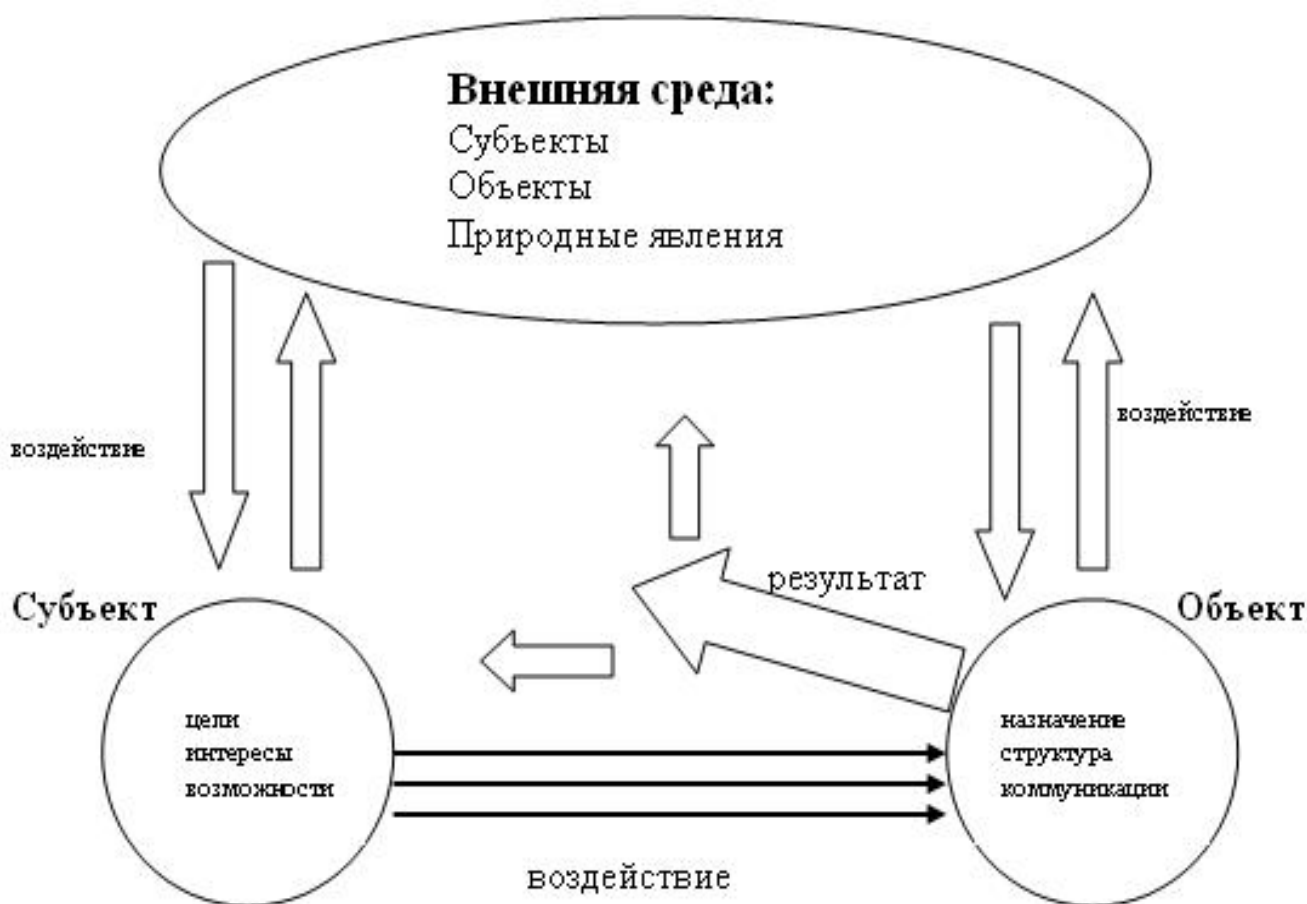 Внешняя среда:
Субъекты
Объекты
Природные явления
воздействие
воздействие
результат
Субъект
Объект
цели
интересы
возможности
назначение
структура
коммуникации
воздействие